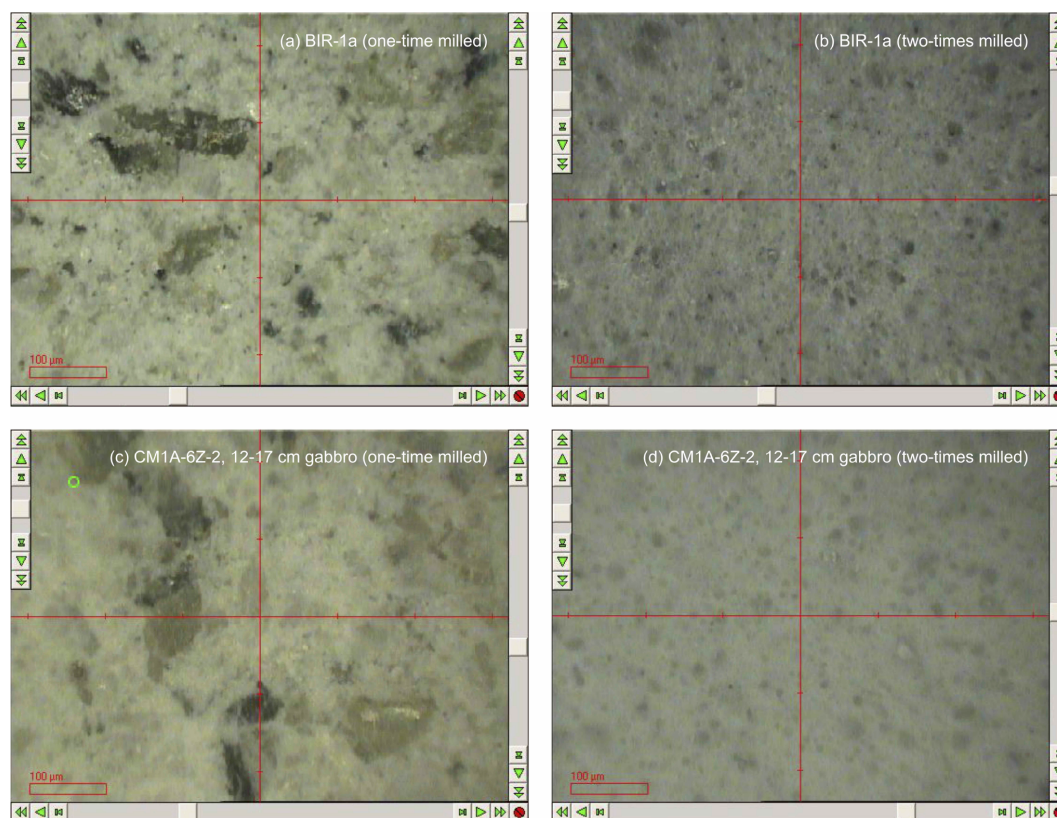 (a) BIR-1a (one-time milled)
100 µm
(b) BIR-1a (two-times milled)
100 µm
(c) CM1A-6Z-2, 12-17 cm gabbro (one-time milled)
100 µm
(d) CM1A-6Z-2, 12-17 cm gabbro (two-times milled)
100 µm